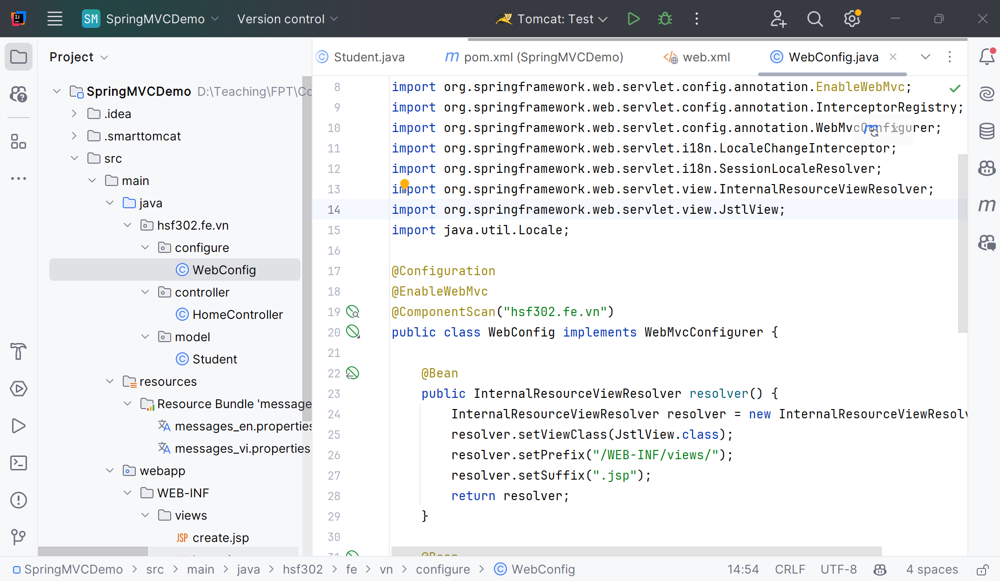 SM SpringMVCDemo Version control Tomcat: Test
Project
SpringMVCDemo D:\Teaching\FPT\Co
.idea
.smarttomcat
src
main
java
hsf302.fe.vn
configure
WebConfig
controller
HomeController
model
Student
resources
Resource Bundle 'message
messages_en.properties
messages_vi.properties
webapp
WEB-INF
views
JSP create.jsp
Student.java pom.xml (SpringMVCDemo) web.xml WebConfig.java
8 import org.springframework.web.servlet.config.annotation.EnableWebMvc;
9 import org.springframework.web.servlet.config.annotation.InterceptorRegistry;
10 import org.springframework.web.servlet.config.annotation.WebMvcConfigurer;
11 import org.springframework.web.servlet.i18n.LocaleChangeInterceptor;
12 import org.springframework.web.servlet.i18n.SessionLocaleResolver;
13 import org.springframework.web.servlet.view.InternalResourceViewResolver;
14 import org.springframework.web.servlet.view.JstlView;
15 import java.util.Locale;
16
17 @Configuration
18 @EnableWebMvc
19 @ComponentScan("hsf302.fe.vn")
20 public class WebConfig implements WebMvcConfigurer {
21
22 @Bean
23 public InternalResourceViewResolver resolver() {
24 InternalResourceViewResolver resolver = new InternalResourceViewResolv
25 resolver.setViewClass(JstlView.class);
26 resolver.setPrefix("/WEB-INF/views/");
27 resolver.setSuffix(".jsp");
28 return resolver;
29 }
30
31 @Bean
SpringMVCDemo > src > main > java > hsf302 > fe > vn > configure > WebConfig 14:54 CRLF UTF-8 4 spaces